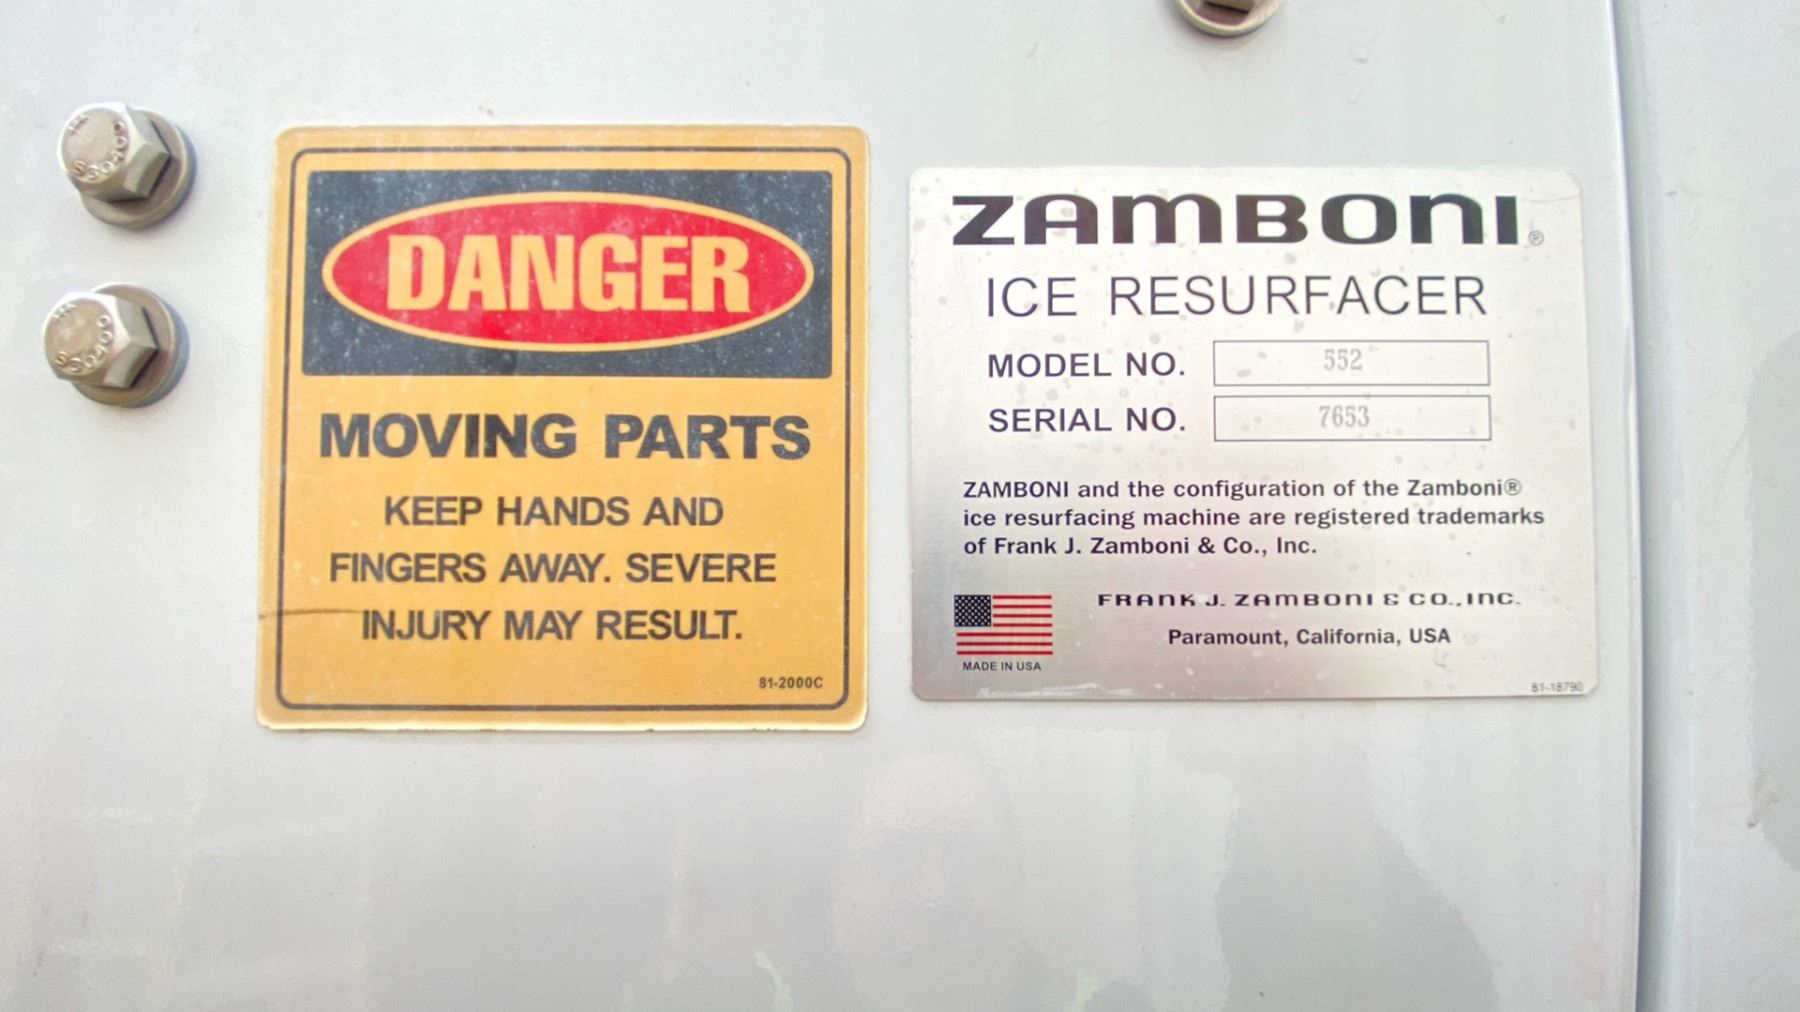 DANGER
MOVING PARTS
KEEP HANDS AND
FINGERS AWAY. SEVERE
INJURY MAY RESULT.
81-2000C
ZAMBONI®
ICE RESURFACER
MODEL NO. 552
SERIAL NO. 7653
ZAMBONI and the configuration of the Zamboni®
ice resurfacing machine are registered trademarks
of Frank J. Zamboni & Co., Inc.
FRANK J. ZAMBONI & CO., INC.
Paramount, California, USA
MADE IN USA
81-18790